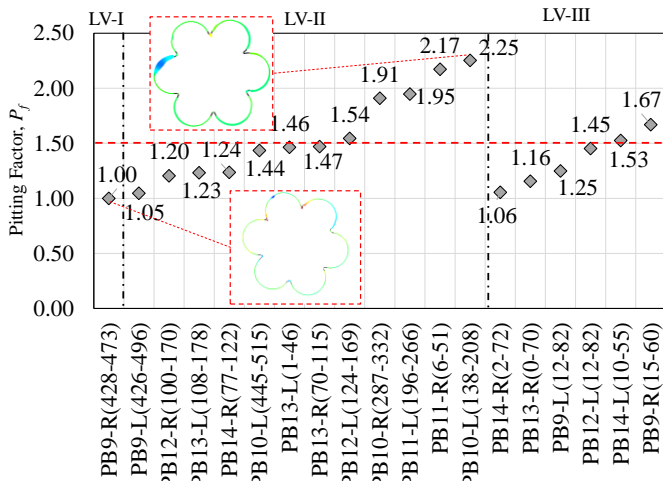 LV-I
LV-II
LV-III
Pitting Factor, P_f
2.50
2.00
1.50
1.00
0.50
0.00
1.00
1.05
1.20
1.23
1.24
1.44
1.46
1.47
1.54
1.91
1.95
2.17
2.25
1.06
1.16
1.25
1.45
1.53
1.67
PB9-R(428-473)
PB9-L(426-496)
PB12-R(100-170)
PB13-L(108-178)
PB14-R(77-122)
PB10-L(445-515)
PB13-L(1-46)
PB13-R(70-115)
PB12-L(124-169)
PB10-R(287-332)
PB11-L(196-266)
PB11-R(6-51)
PB10-L(138-208)
PB14-R(2-72)
PB13-R(0-70)
PB9-L(12-82)
PB12-L(12-82)
PB14-L(10-55)
PB9-R(15-60)